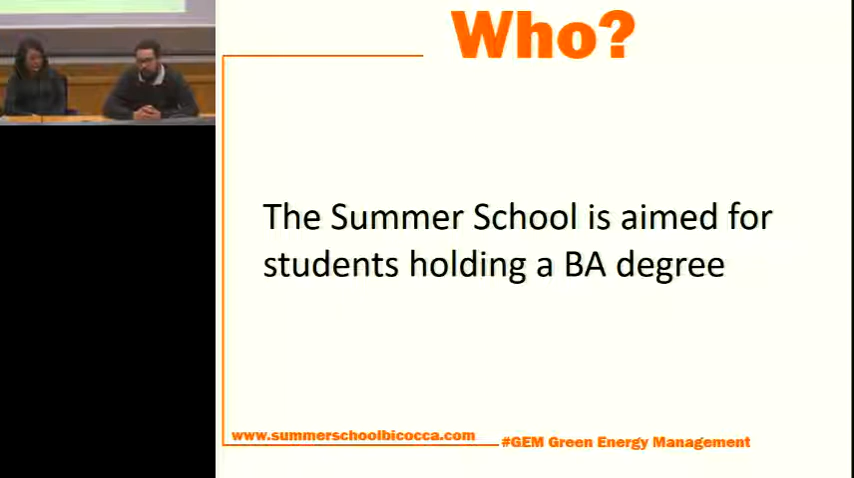 Who?
The Summer School is aimed for
students holding a BA degree
www.summerschoolbicocca.com
#GEM Green Energy Management